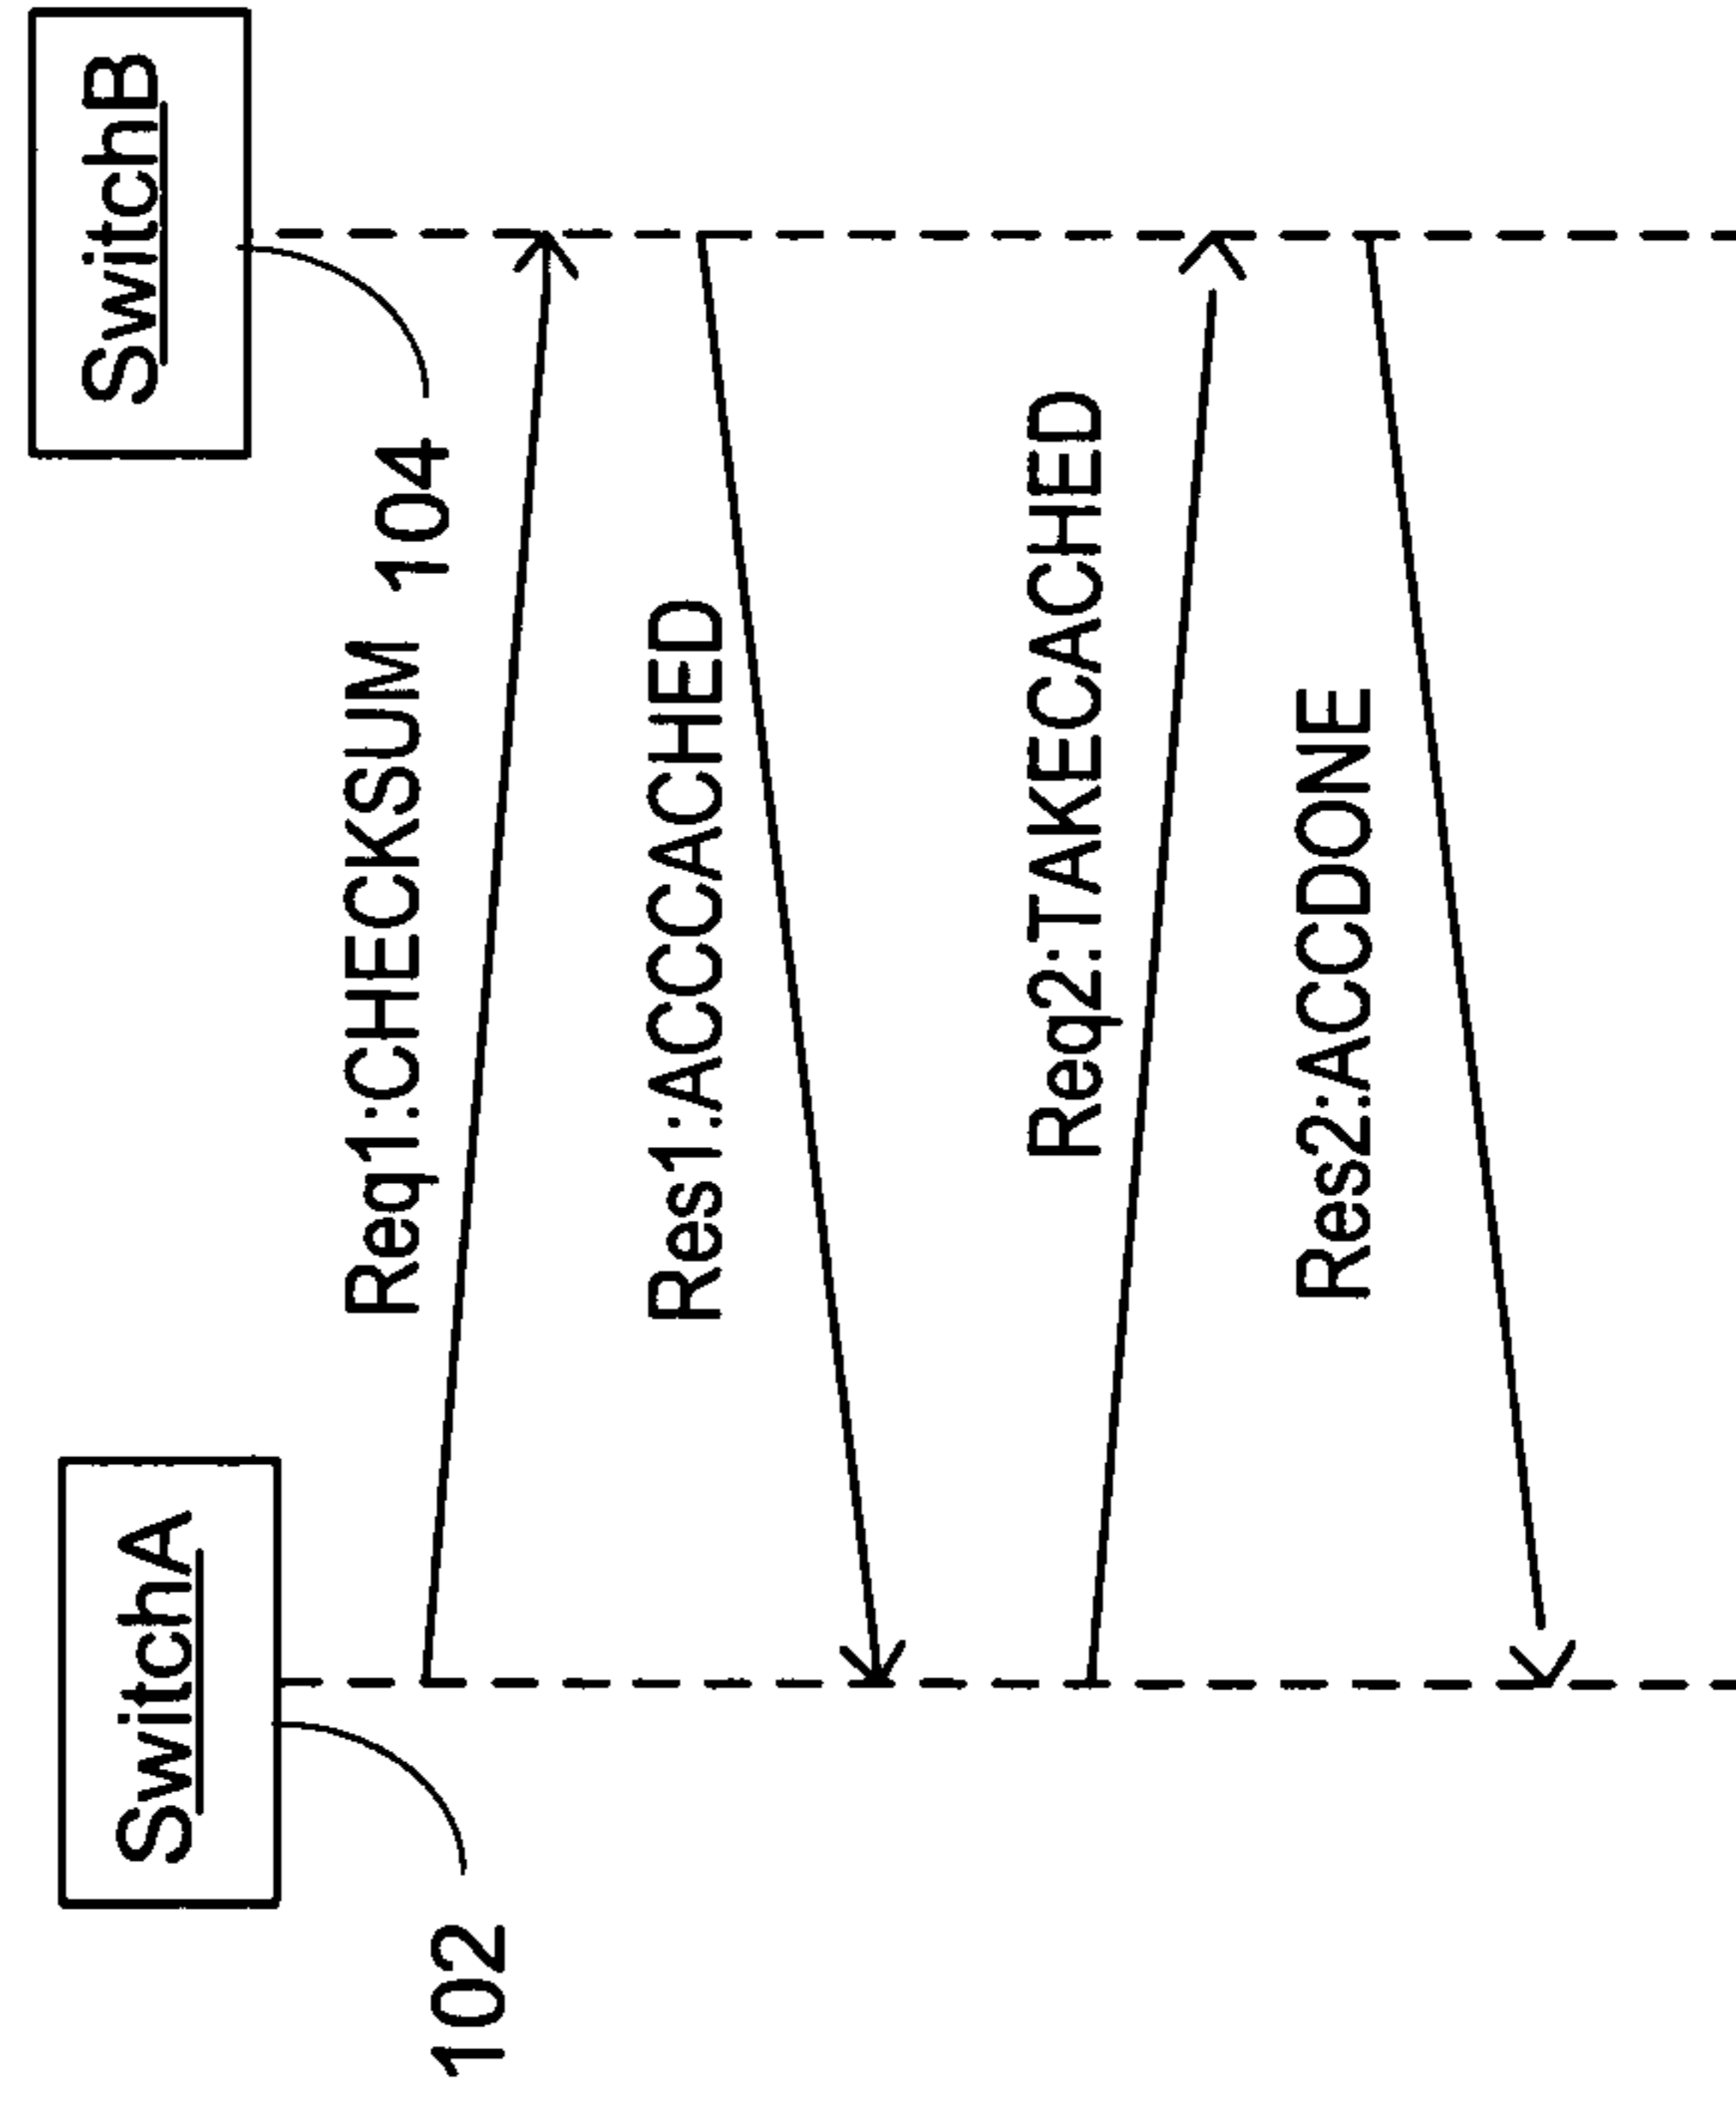 SwitchA
SwitchB
102
104
Req1:CHECKSUM
Res1:ACCCACHED
Req2:TAKECACHED
Res2:ACCDONE